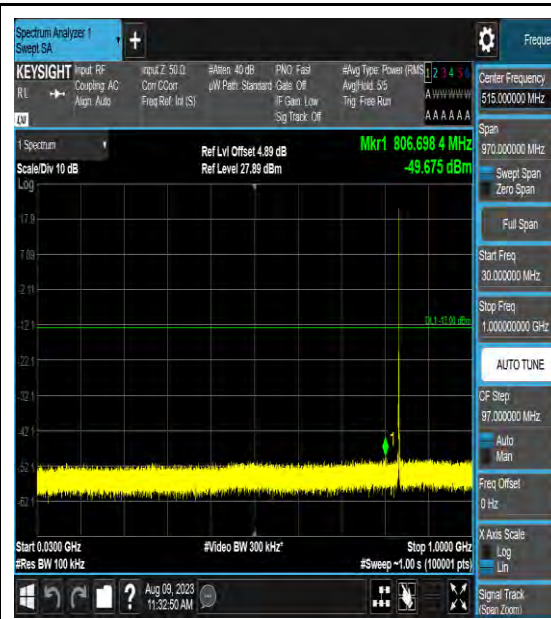 Spectrum Analyzer 1
Swept SA
+
Freque
KEYSIGHT
RL
Input: RF
Coupling: AC
Align: Auto
Input Z: 50 Ω
Corr CCorr
Freq Ref: Int (S)
#Atten: 40 dB
µW Path: Standard
PNO: Fast
Gate: Off
IF Gain: Low
Sig Track: Off
#Avg Type: Power (RMS
Avg|Hold: 5/5
Trig: Free Run
1 2 3 4 5 6
A W W W W W
A A A A A A
LV
1 Spectrum
Scale/Div 10 dB
Ref Lvl Offset 4.89 dB
Ref Level 27.89 dBm
Mkr1 806.698 4 MHz
-49.675 dBm
Log
17.9
7.89
-2.11
-12.1
DL1 -13.00 dBm
-22.1
-32.1
-42.1
1
-52.1
-62.1
Start 0.0300 GHz
#Video BW 300 kHz*
Stop 1.0000 GHz
#Res BW 100 kHz
#Sweep ~1.00 s (10001 pts)
Center Frequency
515.000000 MHz
Span
970.000000 MHz
Swept Span
Zero Span
Full Span
Start Freq
30.000000 MHz
Stop Freq
1.000000000 GHz
AUTO TUNE
CF Step
97.000000 MHz
Auto
Man
Freq Offset
0 Hz
X Axis Scale
Log
Lin
Signal Track
(Span Zoom)
?
Aug 09, 2023
11:32:50 AM